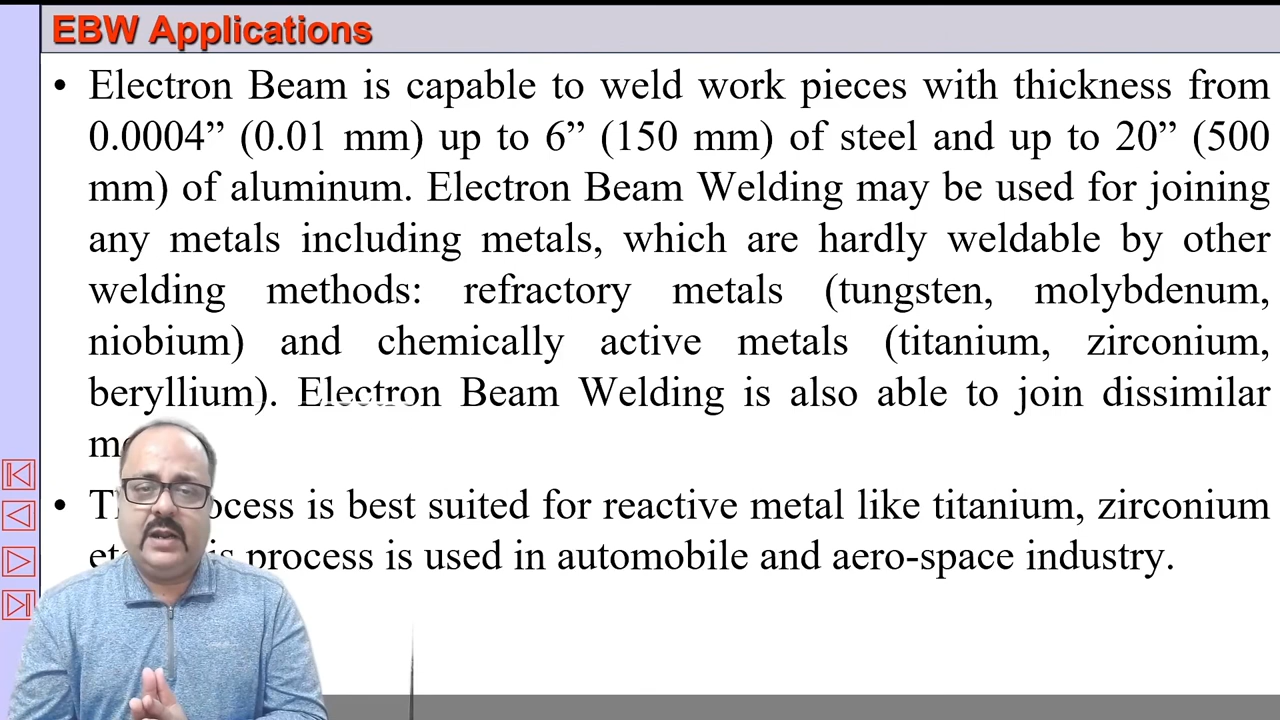 EBW Applications
• Electron Beam is capable to weld work pieces with thickness from
0.0004” (0.01 mm) up to 6” (150 mm) of steel and up to 20” (500
mm) of aluminum. Electron Beam Welding may be used for joining
any metals including metals, which are hardly weldable by other
welding methods: refractory metals (tungsten, molybdenum,
niobium) and chemically active metals (titanium, zirconium,
beryllium). Electron Beam Welding is also able to join dissimilar
• process is best suited for reactive metal like titanium, zirconium
process is used in automobile and aero-space industry.